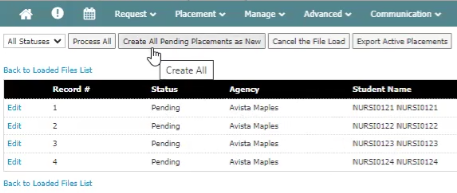 Request Placement Manage Advanced Communication
All Statuses Process All Create All Pending Placements as New Cancel the File Load Export Active Placements
Create All
Back to Loaded Files List
Record # Status Agency Student Name
Edit 1 Pending Avista Maples NURSI0121 NURSI0121
Edit 2 Pending Avista Maples NURSI0122 NURSI0122
Edit 3 Pending Avista Maples NURSI0123 NURSI0123
Edit 4 Pending Avista Maples NURSI0124 NURSI0124
Back to Loaded Files List